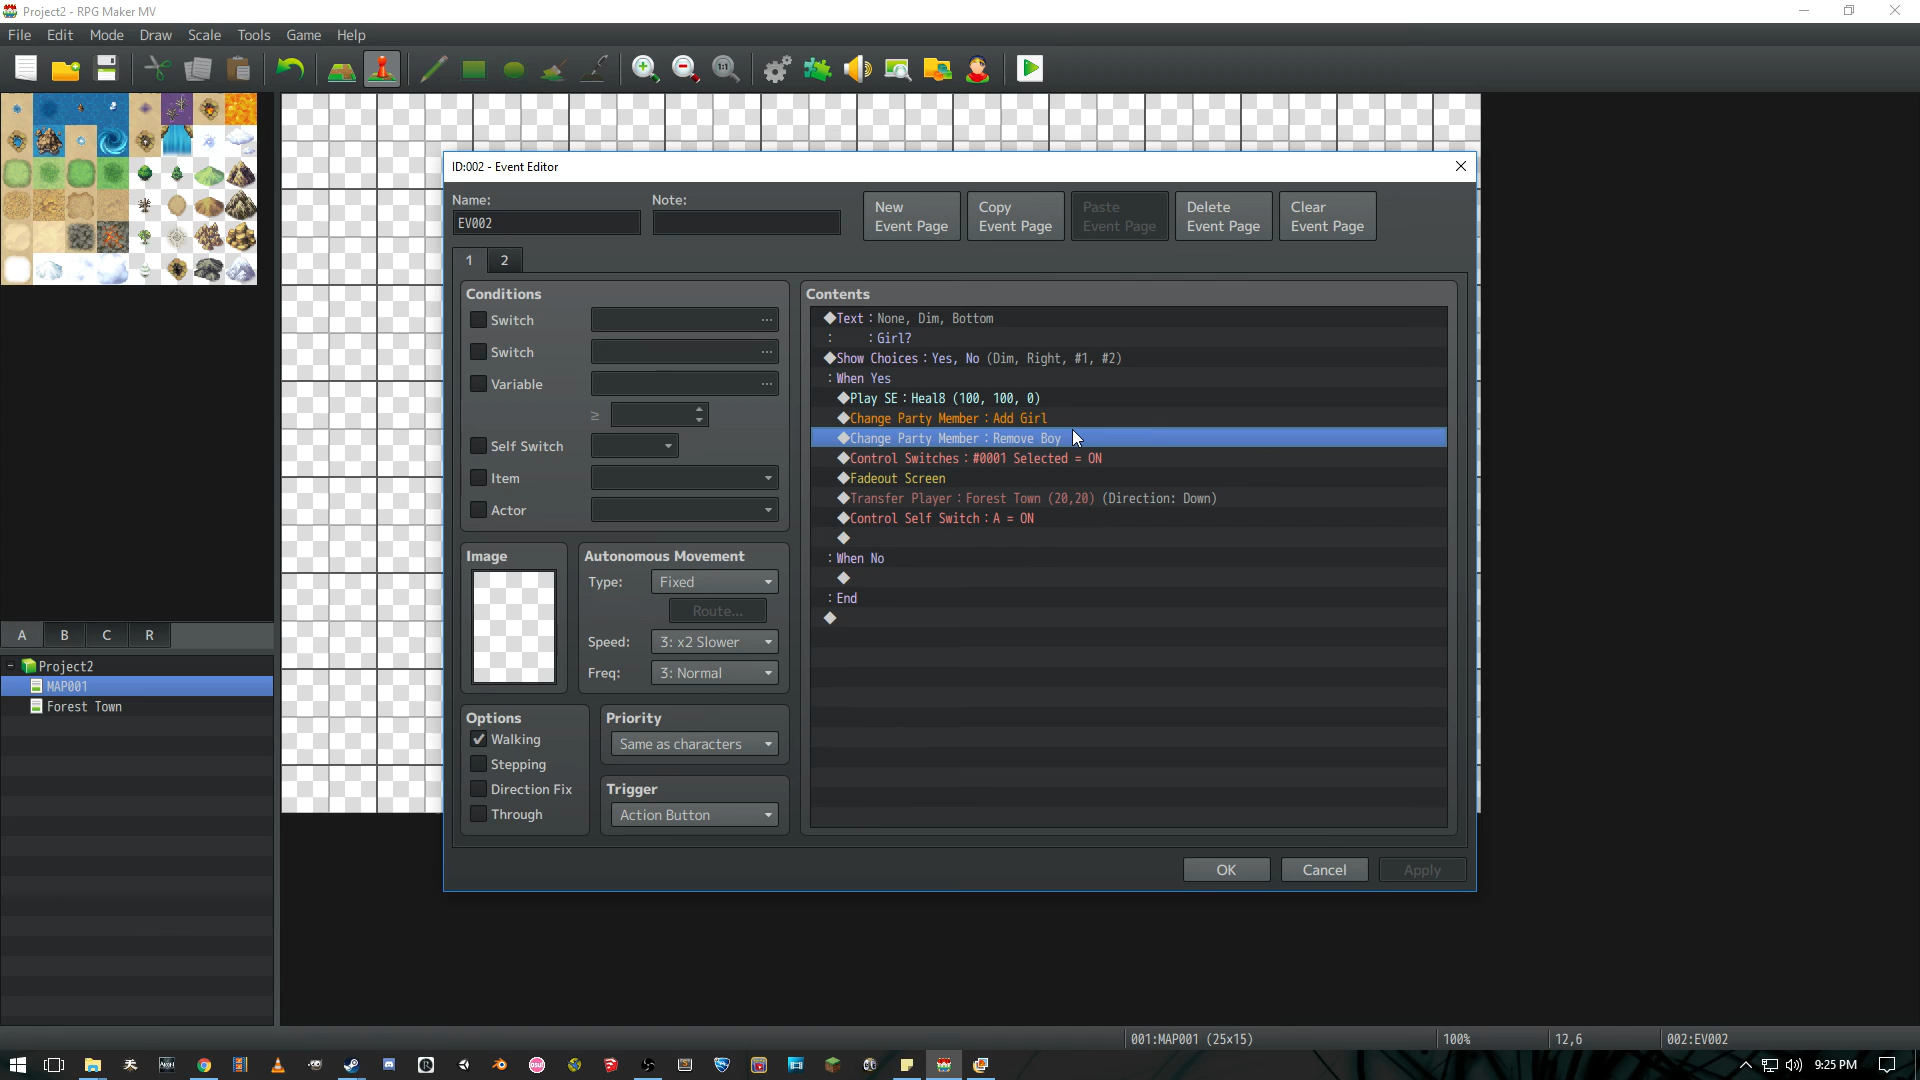 Project2 - RPG Maker MV
File Edit Mode Draw Scale Tools Game Help
ID:002 - Event Editor
Name:
Note:
EV002
New Event Page
Copy Event Page
Paste Event Page
Delete Event Page
Clear Event Page
1 2
Conditions
Switch ...
Switch ...
Variable ...
≥
Self Switch
Item
Actor
Image
Autonomous Movement
Type: Fixed
Route...
Speed: 3: x2 Slower
Freq: 3: Normal
Options
Walking
Stepping
Direction Fix
Through
Priority
Same as characters
Trigger
Action Button
Contents
◆Text : None, Dim, Bottom
: : Girl?
◆Show Choices : Yes, No (Dim, Right, #1, #2)
: When Yes
◆Play SE : Heal8 (100, 100, 0)
◆Change Party Member : Add Girl
◆Change Party Member : Remove Boy
◆Control Switches : #0001 Selected = ON
◆Fadeout Screen
◆Transfer Player : Forest Town (20,20) (Direction: Down)
◆Control Self Switch : A = ON
◆
: When No
◆
: End
◆
OK Cancel Apply
A B C R
Project2
MAP001
Forest Town
001:MAP001 (25x15) 100% 12,6 002:EV002
9:25 PM